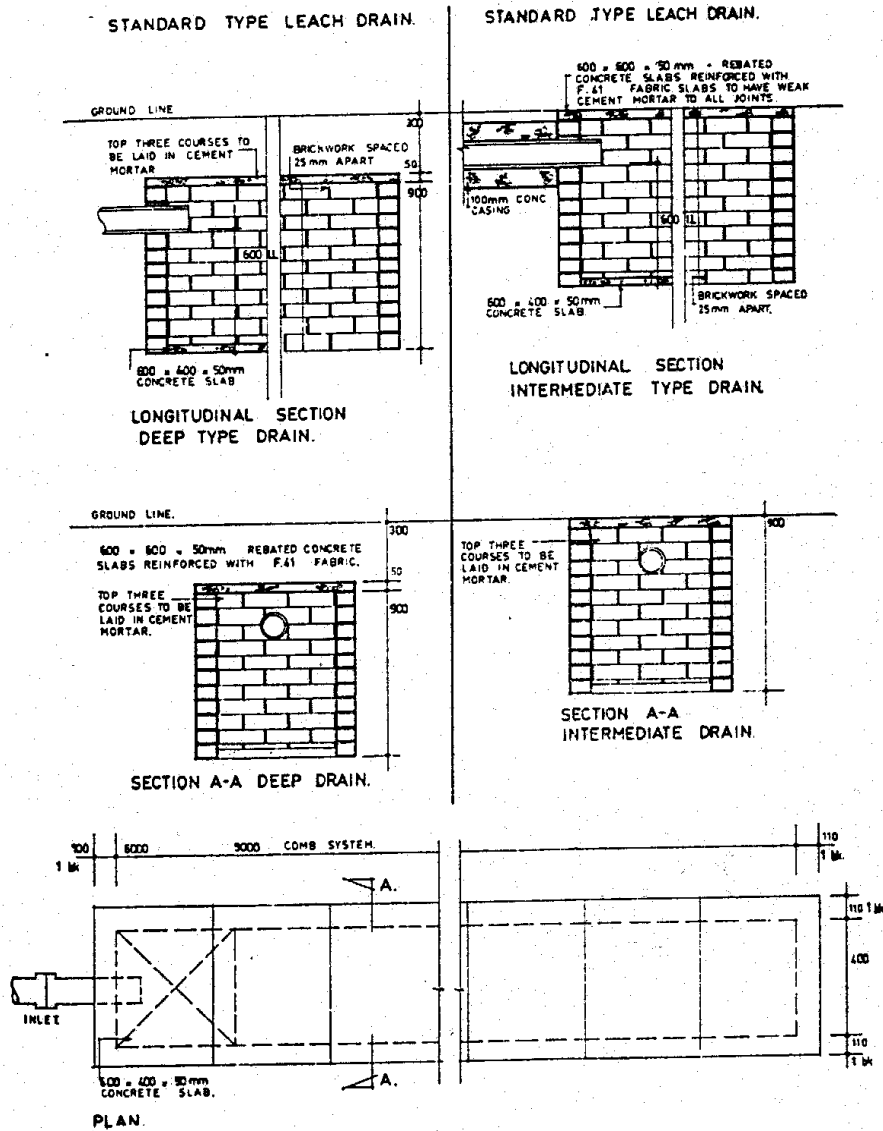 STANDARD TYPE LEACH DRAIN.
GROUND LINE
TOP THREE COURSES TO
BE LAID IN CEMENT
MORTAR
BRICKWORK SPACED
25mm APART
300
50
900
600 I.L
600 × 400 × 50mm
CONCRETE SLAB
LONGITUDINAL SECTION
DEEP TYPE DRAIN.
STANDARD TYPE LEACH DRAIN.
600 × 600 × 50mm - REBATED
CONCRETE SLABS REINFORCED WITH
F.41 FABRIC. SLABS TO HAVE WEAK
CEMENT MORTAR TO ALL JOINTS.
100mm CONC
CASING
600 I.L
600 × 400 × 50mm
CONCRETE SLAB.
BRICKWORK SPACED
25mm APART.
LONGITUDINAL SECTION
INTERMEDIATE TYPE DRAIN.
GROUND LINE.
600 × 600 × 50mm REBATED CONCRETE
SLABS REINFORCED WITH F.41 FABRIC.
TOP THREE
COURSES TO BE
LAID IN CEMENT
MORTAR.
300
50
900
SECTION A-A DEEP DRAIN.
TOP THREE
COURSES TO BE
LAID IN CEMENT
MORTAR.
900
SECTION A-A
INTERMEDIATE DRAIN.
6000 9000 COMB SYSTEM. 110
1 bk 1 bk.
A.
110 1 bk
400
110
1 bk
INLET
A.
600 × 400 × 50mm
CONCRETE SLAB.
PLAN.